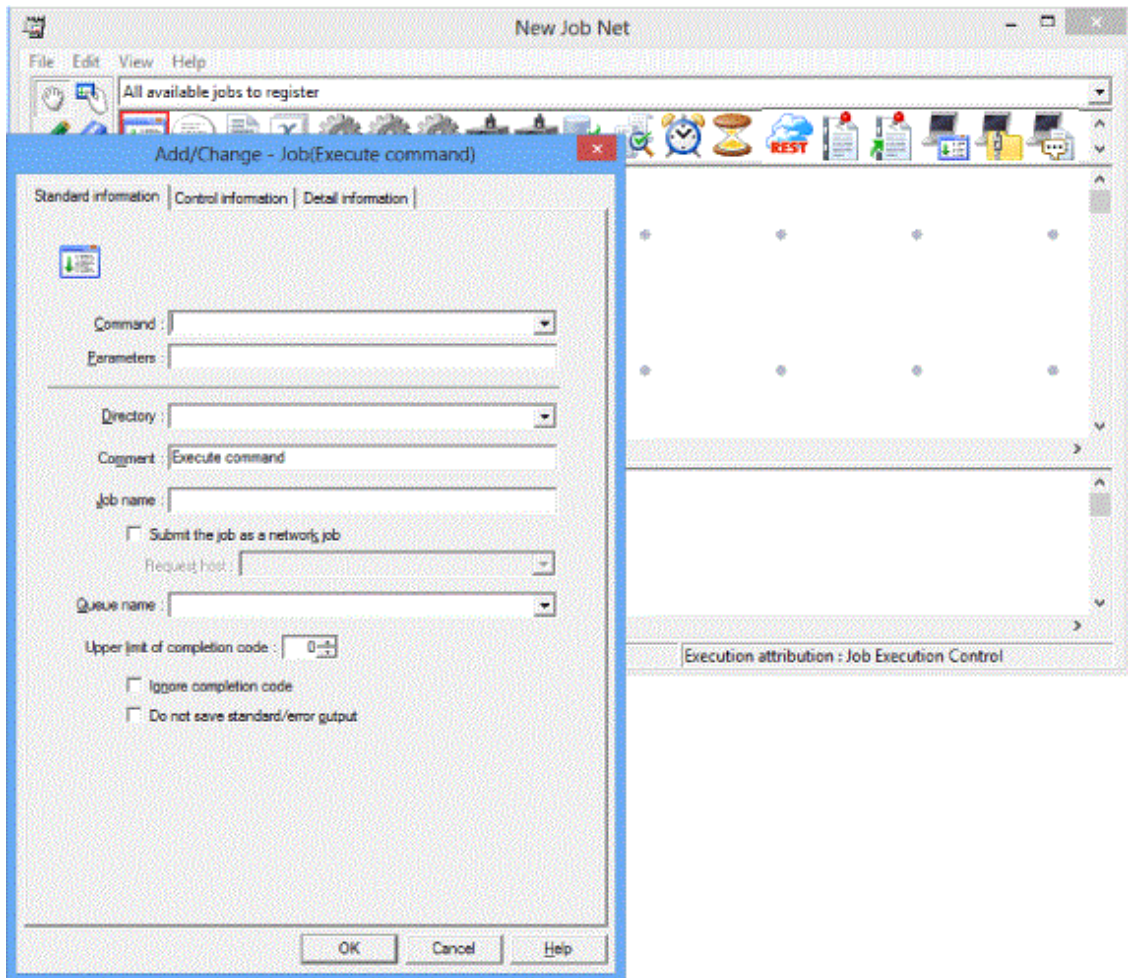 New Job Net
File Edit View Help
All available jobs to register
REST
Add/Change - Job(Execute command)
Standard information Control information Detail information
Command :
Parameters :
Directory :
Comment : Execute command
Job name :
Submit the job as a network job
Request host :
Queue name :
Upper limit of completion code : 0
Ignore completion code
Do not save standard/error output
Execution attribution : Job Execution Control
OK Cancel Help